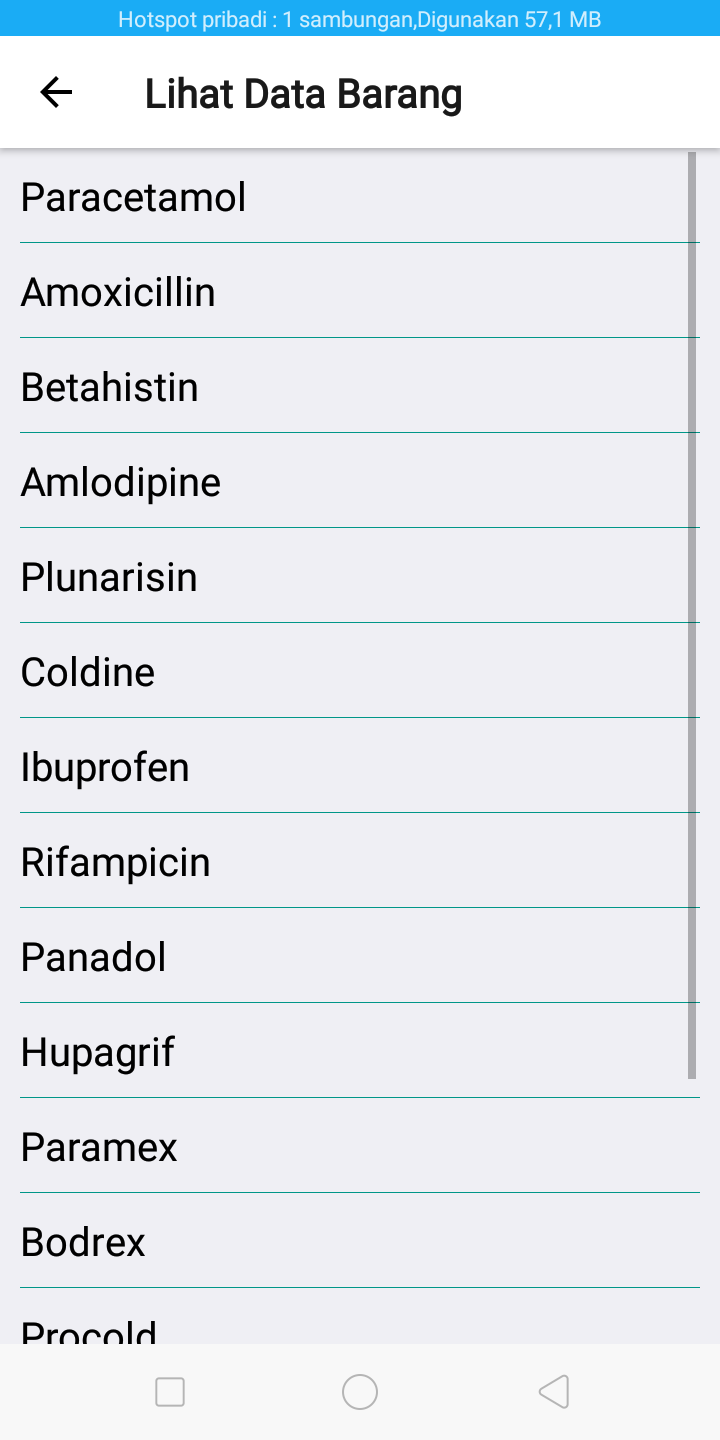 Hotspot pribadi : 1 sambungan,Digunakan 57,1 MB
Lihat Data Barang
Paracetamol
Amoxicillin
Betahistin
Amlodipine
Plunarisin
Coldine
Ibuprofen
Rifampicin
Panadol
Hupagrif
Paramex
Bodrex
Procold